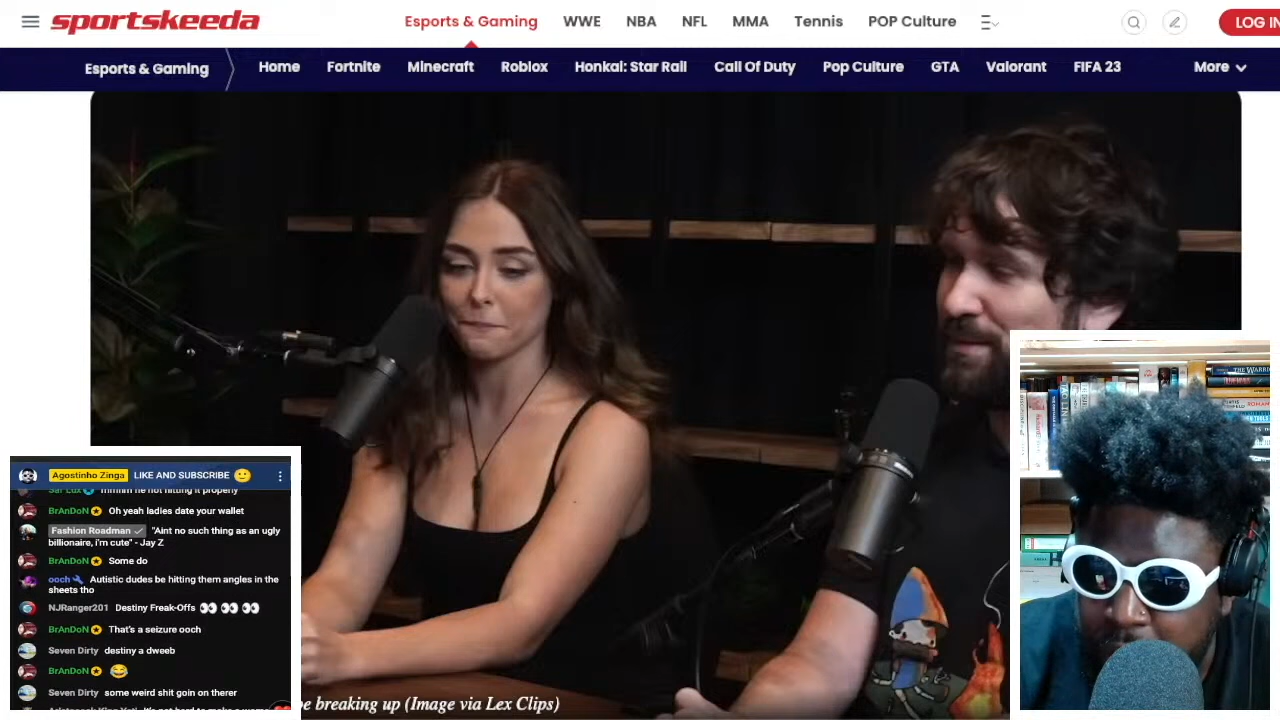 sportskeeda
Esports & Gaming WWE NBA NFL MMA Tennis POP Culture
LOG IN
Esports & Gaming Home Fortnite Minecraft Roblox Honkai: Star Rail Call Of Duty Pop Culture GTA Valorant FIFA 23 More
Agostinho Zinga LIKE AND SUBSCRIBE 🙂
BrAnDoN Oh yeah ladies date your wallet
Fashion Roadman "Aint no such thing as an ugly
billionaire, i'm cute" - Jay Z
BrAnDoN Some do
ooch Autistic dudes be hitting them angles in the
sheets tho
NJRanger201 Destiny Freak-Offs 👀 👀 👀
BrAnDoN That's a seizure ooch
Seven Dirty destiny a dweeb
BrAnDoN 😂
Seven Dirty some weird shit goin on therer
e breaking up (Image via Lex Clips)